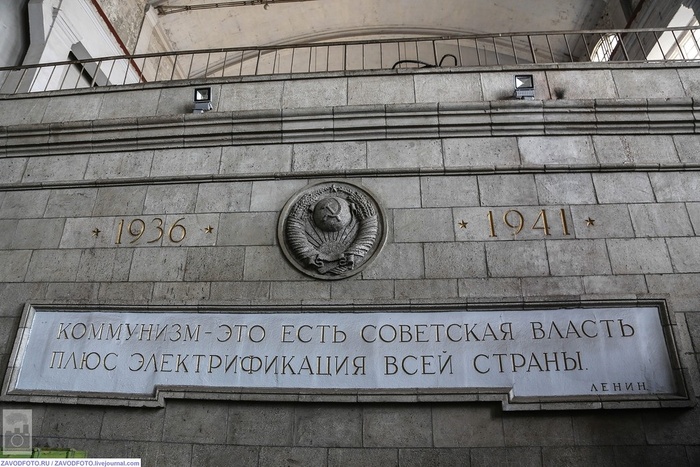 1936 1941
КОММУНИЗМ-ЭТО ЕСТЬ СОВЕТСКАЯ ВЛАСТЬ
ПЛЮС ЭЛЕКТРИФИКАЦИЯ ВСЕЙ СТРАНЫ.
ЛЕНИН
ZAVODFOTO.RU / ZAVODFOTO.livejournal.com